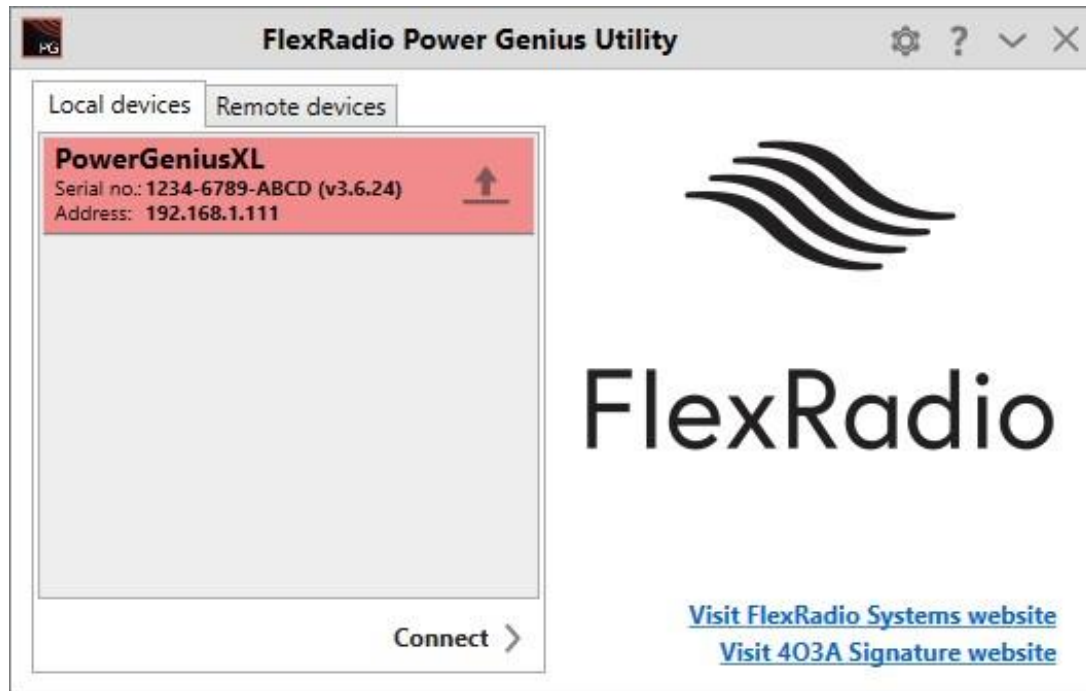 PG
FlexRadio Power Genius Utility
?
Local devices
Remote devices
PowerGeniusXL
Serial no.: 1234-6789-ABCD (v3.6.24)
Address: 192.168.1.111
FlexRadio
Connect
Visit FlexRadio Systems website
Visit 4O3A Signature website